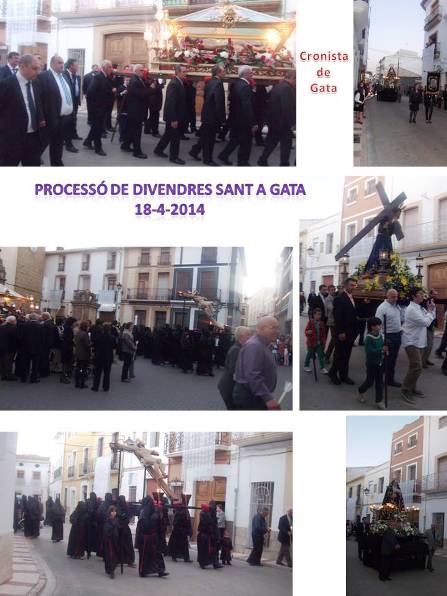 Cronista
de
Gata
PROCESSÓ DE DIVENDRES SANT A GATA
18-4-2014